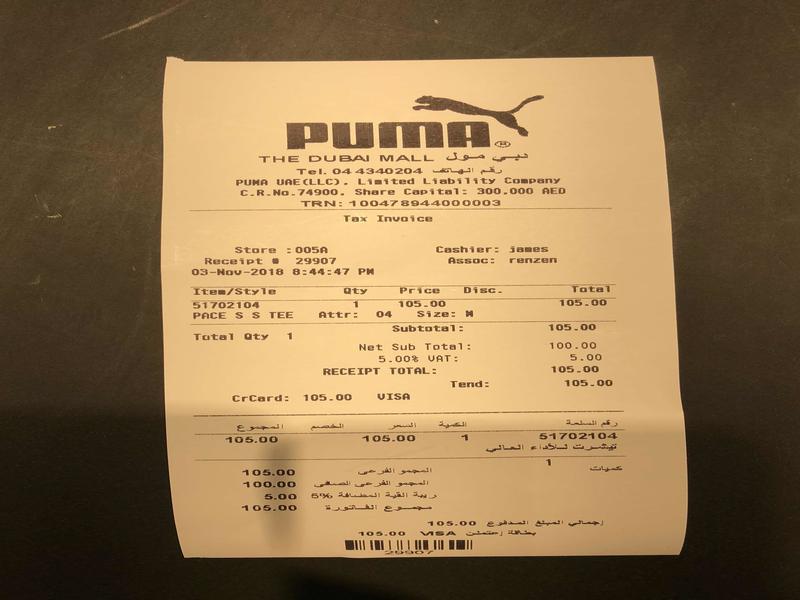 PUMA®
THE DUBAI MALL دبي مول
Tel. 04 4340204 رقم الهاتف
PUMA UAE(LLC). Limited Liability Company
C.R.No.74900. Share Capital: 300,000 AED
TRN: 100478944000003
Tax Invoice
Store : 005A Cashier: james
Receipt # 29907 Assoc: renzen
03-Nov-2018 8:44:47 PM
Item/Style Qty Price Disc. Total
51702104 1 105.00 105.00
PACE S S TEE Attr: 04 Size: M
Subtotal: 105.00
Total Qty 1
Net Sub Total: 100.00
5.00% VAT: 5.00
RECEIPT TOTAL: 105.00
Tend: 105.00
CrCard: 105.00 VISA
رقم السلعة الكمية السعر الخصم المجموع
51702104 1 105.00 105.00
تيشرت للأداء العالي
كميات 1
المجمو الفرعي 105.00
المجمو الفرعي الصافي 100.00
ريبة القية المضافة 5% 5.00
مجموع الفاتورة 105.00
إجمالي المبلغ المدفوع 105.00
بطاقة إحتمان VISA 105.00
29907